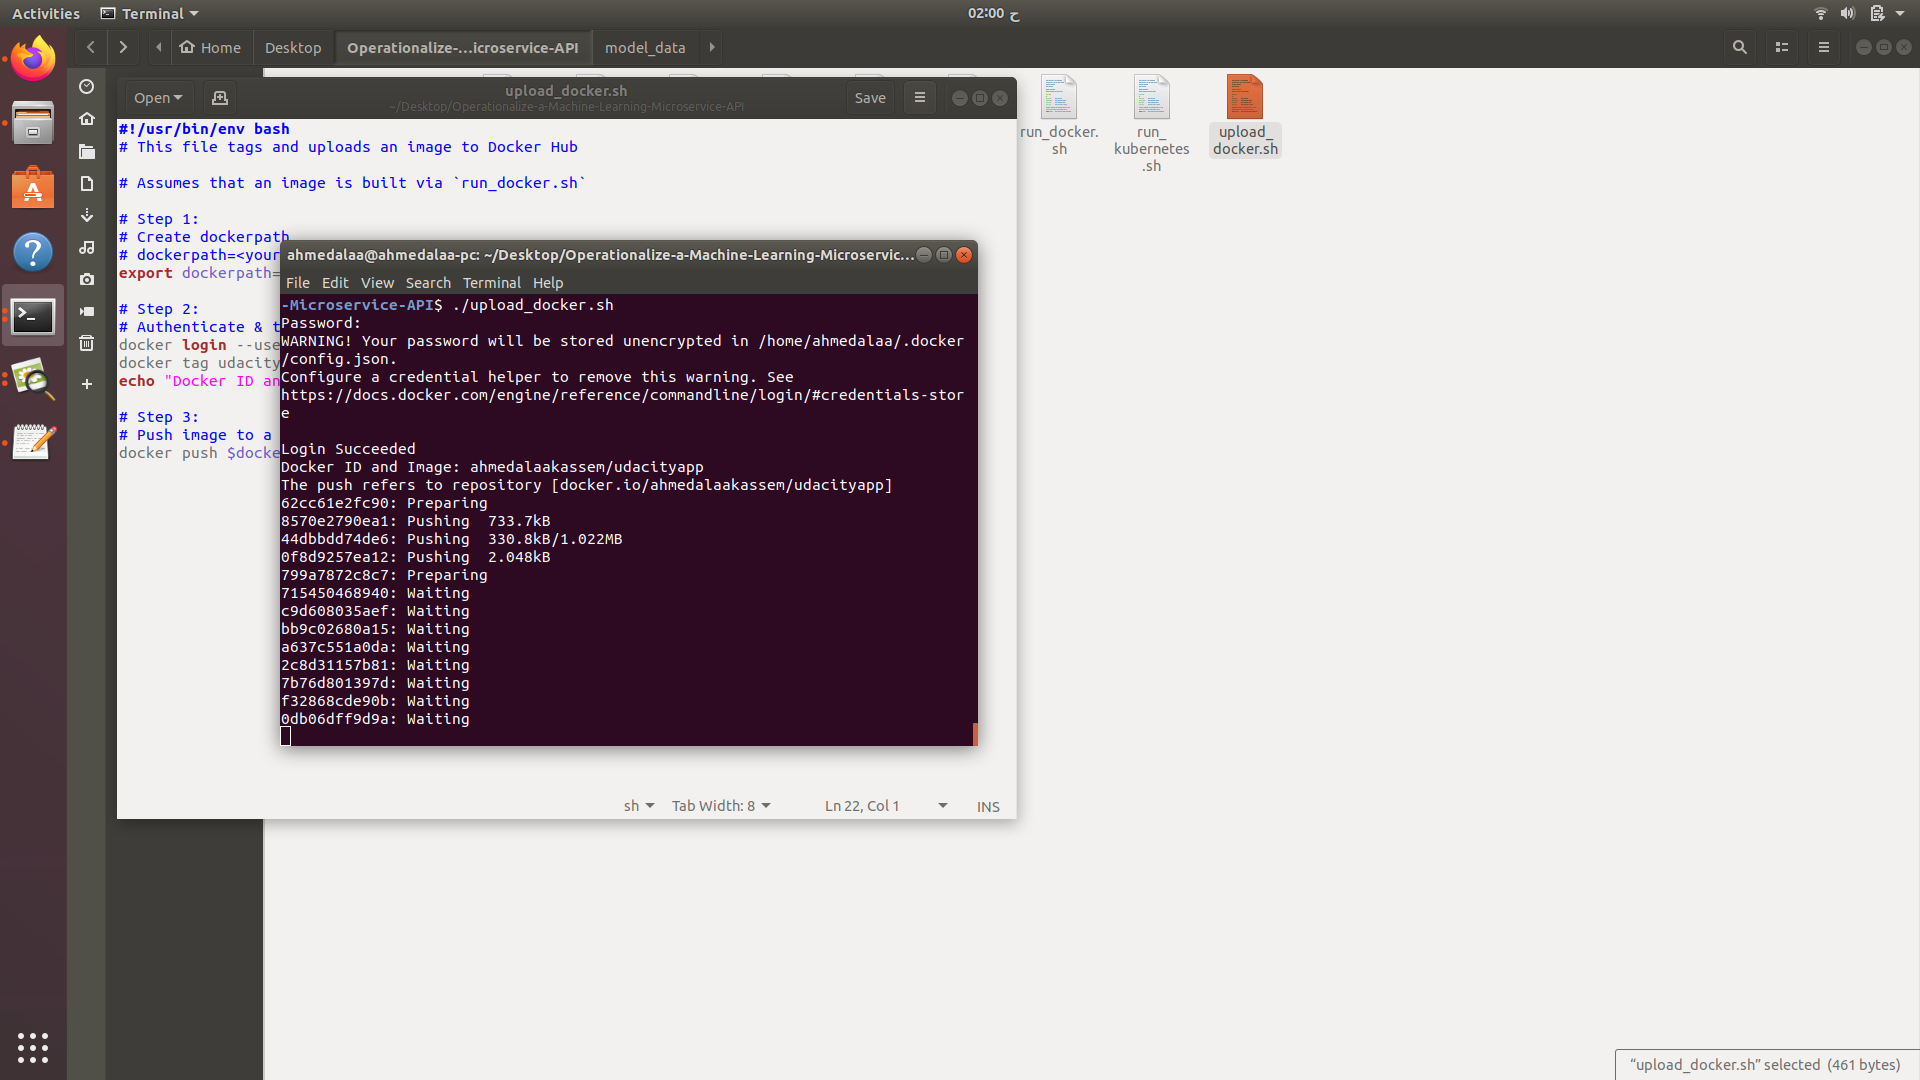 Activities
Terminal
02:00 ح
Home
Desktop
Operationalize-...icroservice-API
model_data
Open
upload_docker.sh
~/Desktop/Operationalize-a-Machine-Learning-Microservice-API
Save
#!/usr/bin/env bash
# This file tags and uploads an image to Docker Hub
# Assumes that an image is built via `run_docker.sh`
# Step 1:
# Create dockerpath
# dockerpath=<your
export dockerpath=
# Step 2:
# Authenticate & t
docker login --use
docker tag udacity
echo "Docker ID an
# Step 3:
# Push image to a
docker push $docke
sh
Tab Width: 8
Ln 22, Col 1
INS
ahmedalaa@ahmedalaa-pc: ~/Desktop/Operationalize-a-Machine-Learning-Microservic...
File Edit View Search Terminal Help
-Microservice-API$ ./upload_docker.sh
Password:
WARNING! Your password will be stored unencrypted in /home/ahmedalaa/.docker
/config.json.
Configure a credential helper to remove this warning. See
https://docs.docker.com/engine/reference/commandline/login/#credentials-stor
e
Login Succeeded
Docker ID and Image: ahmedalaakassem/udacityapp
The push refers to repository [docker.io/ahmedalaakassem/udacityapp]
62cc61e2fc90: Preparing
8570e2790ea1: Pushing 733.7kB
44dbbdd74de6: Pushing 330.8kB/1.022MB
0f8d9257ea12: Pushing 2.048kB
799a7872c8c7: Preparing
715450468940: Waiting
c9d608035aef: Waiting
bb9c02680a15: Waiting
a637c551a0da: Waiting
2c8d31157b81: Waiting
7b76d801397d: Waiting
f32868cde90b: Waiting
0db06dff9d9a: Waiting
run_docker.
sh
run_
kubernetes
.sh
upload_
docker.sh
"upload_docker.sh" selected (461 bytes)